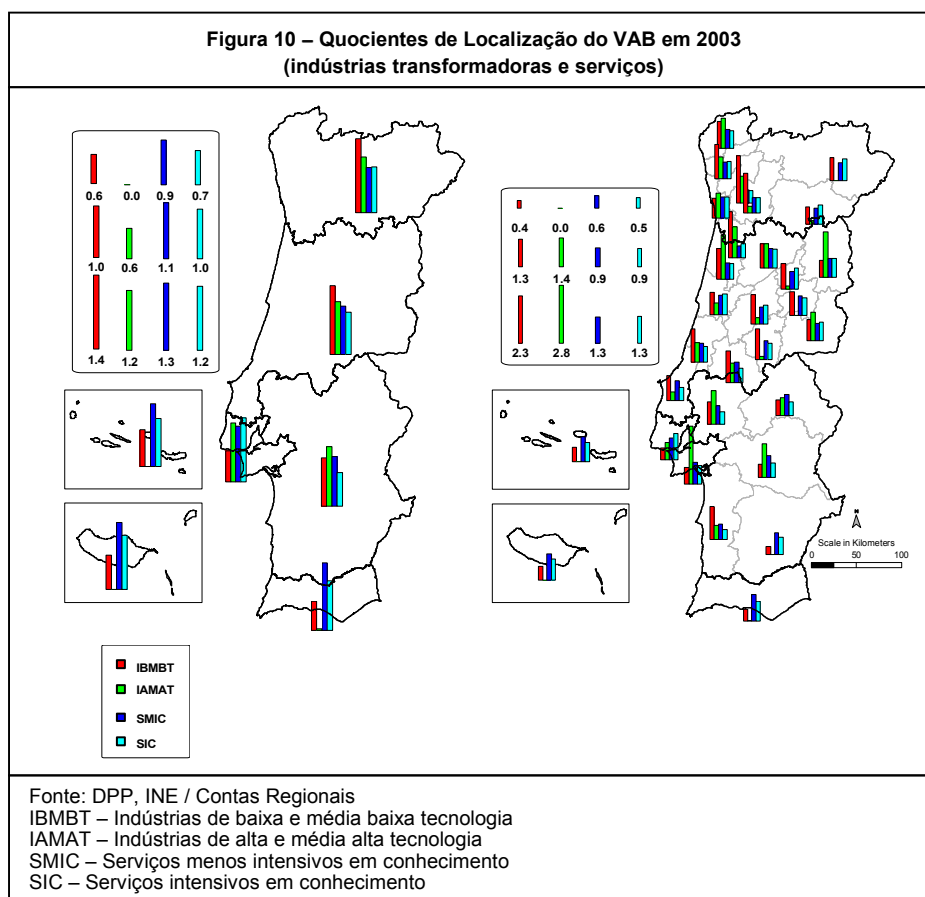 Figura 10 – Quocientes de Localização do VAB em 2003
(indústrias transformadoras e serviços)
0.6 0.0 0.9 0.7
1.0 0.6 1.1 1.0
1.4 1.2 1.3 1.2
0.4 0.0 0.6 0.5
1.3 1.4 0.9 0.9
2.3 2.8 1.3 1.3
N
Scale in Kilometers
0 50 100
IBMBT
IAMAT
SMIC
SIC
Fonte: DPP, INE / Contas Regionais
IBMBT – Indústrias de baixa e média baixa tecnologia
IAMAT – Indústrias de alta e média alta tecnologia
SMIC – Serviços menos intensivos em conhecimento
SIC – Serviços intensivos em conhecimento